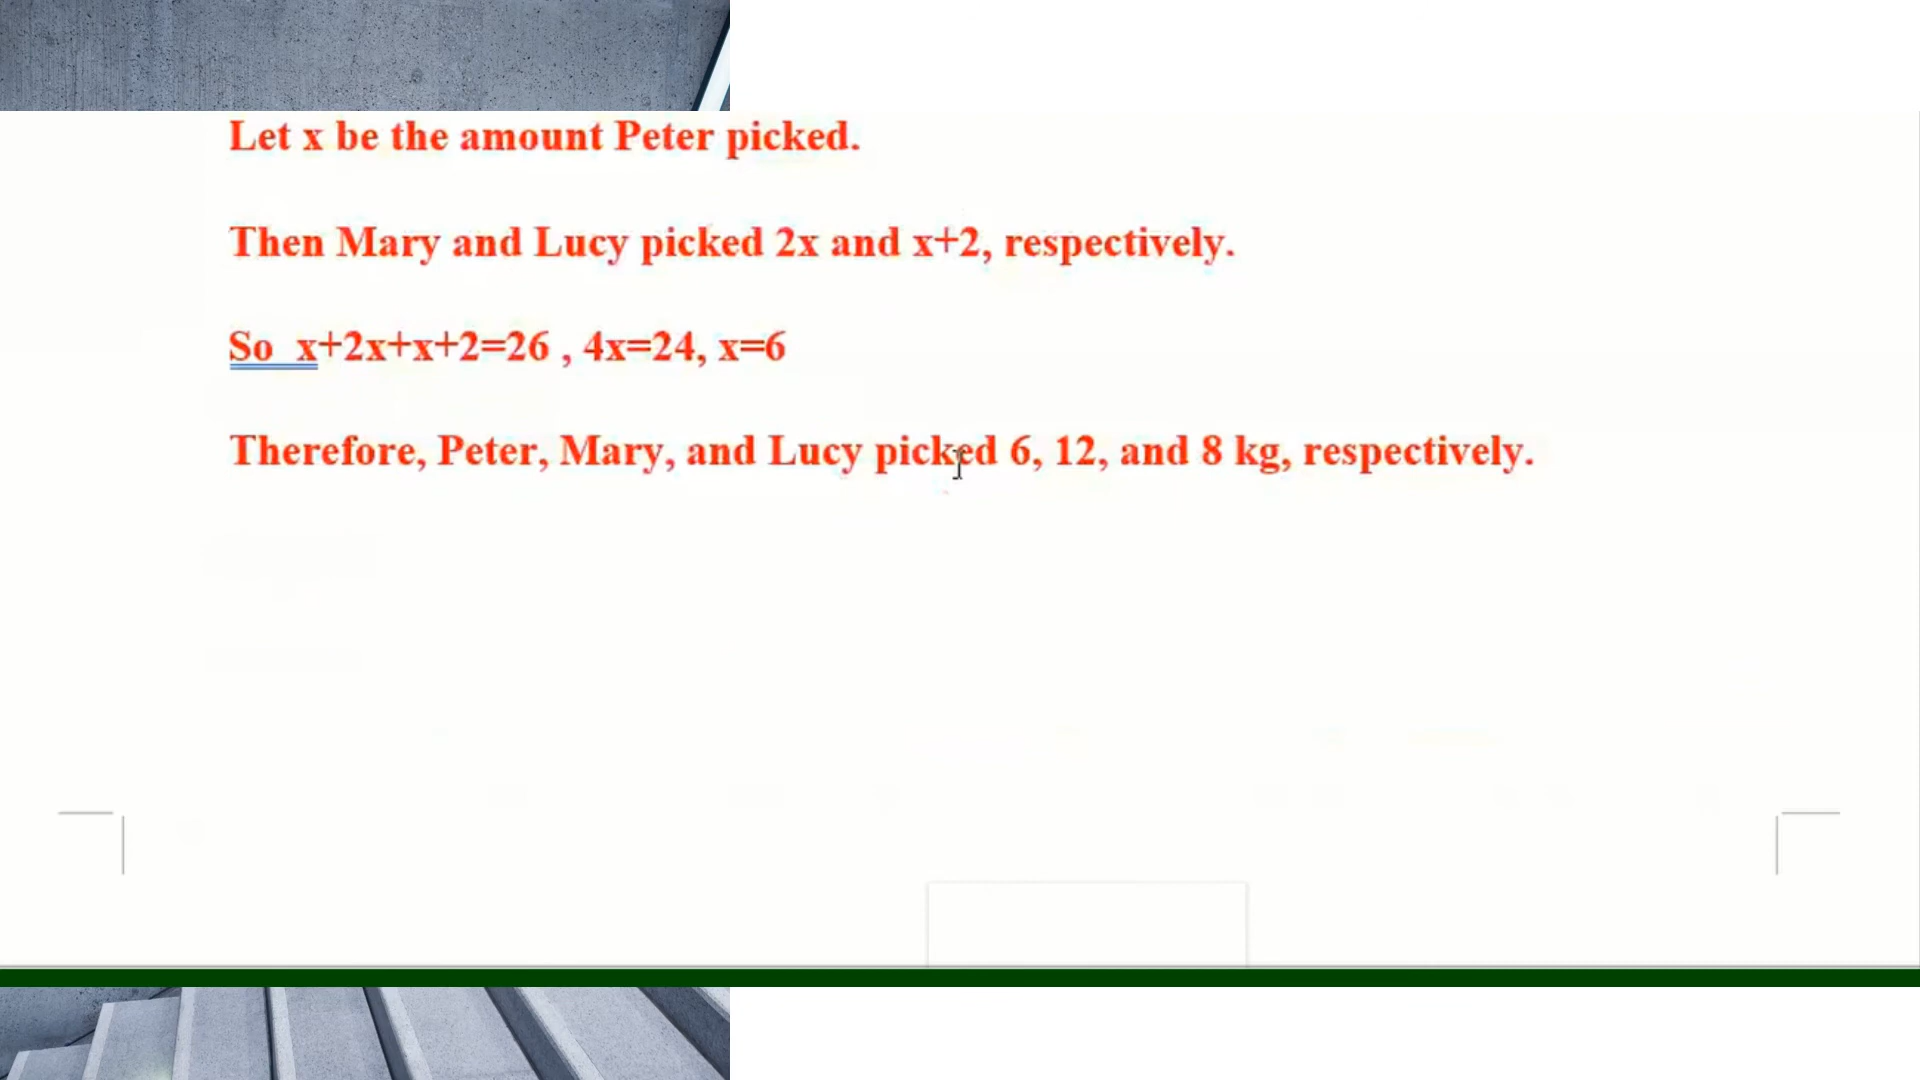 Let x be the amount Peter picked.
Then Mary and Lucy picked 2x and x+2, respectively.
So  x+2x+x+2=26 , 4x=24, x=6
Therefore, Peter, Mary, and Lucy picked 6, 12, and 8 kg, respectively.